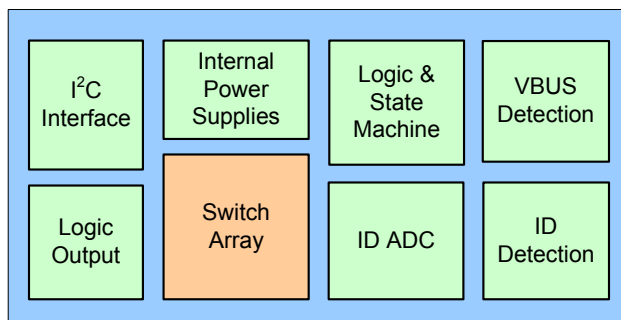 I²C
Interface
Internal
Power
Supplies
Logic &
State
Machine
VBUS
Detection
Logic
Output
Switch
Array
ID ADC
ID
Detection